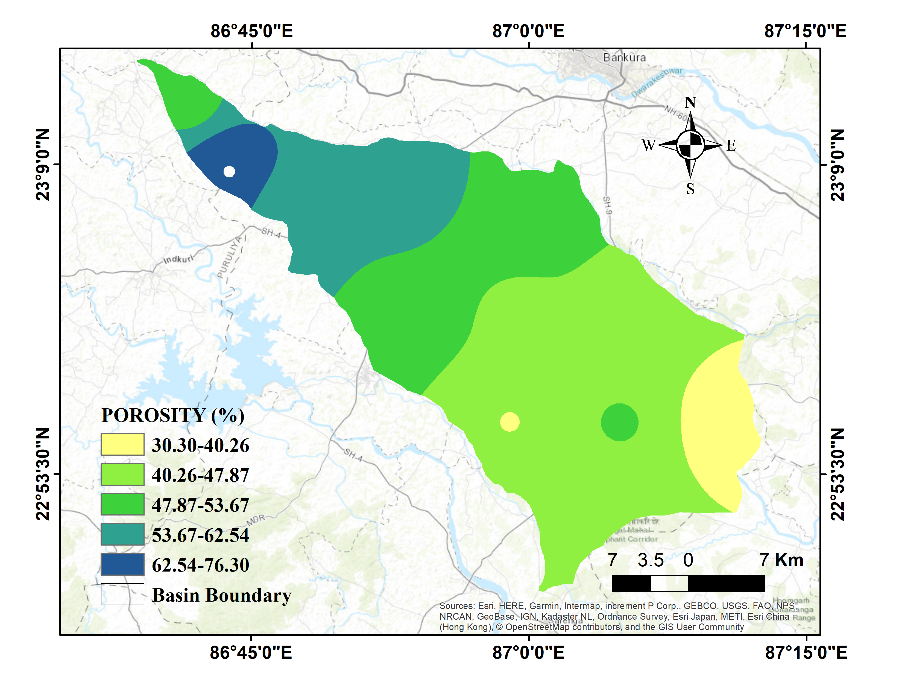 86°45'0"E 87°0'0"E 87°15'0"E
Bankura
Dwarakeshwar
NH-60
N
W E
S
23°9'0"N 23°9'0"N
SH-9
SH-4
PURULIYA
Indkuri
POROSITY (%)
30.30-40.26
40.26-47.87
47.87-53.67
53.67-62.54
62.54-76.30
Basin Boundary
22°53'30"N 22°53'30"N
SH-4
MDR
Corridor
7 3.5 0 7 Km
Sources: Esri, HERE, Garmin, Intermap, increment P Corp., GEBCO, USGS, FAO, NPS,
NRCAN, GeoBase, IGN, Kadaster NL, Ordnance Survey, Esri Japan, METI, Esri China
(Hong Kong), © OpenStreetMap contributors, and the GIS User Community
Range
86°45'0"E 87°0'0"E 87°15'0"E